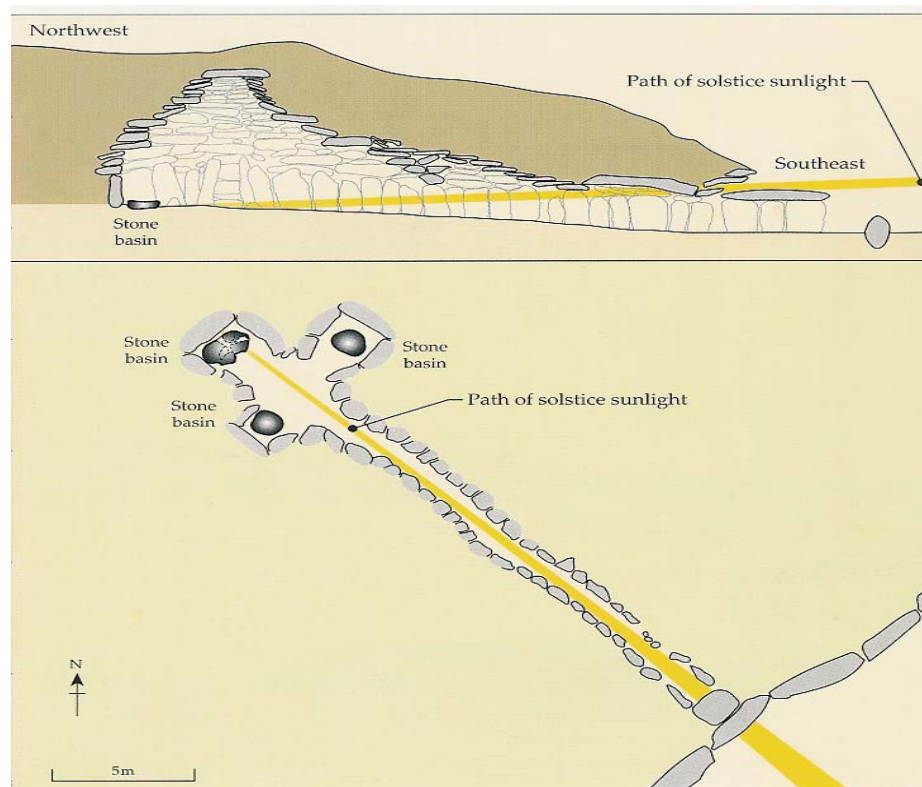 Northwest
Path of solstice sunlight
Southeast
Stone
basin
Stone
basin
Stone
basin
Stone
basin
Path of solstice sunlight
N
5m